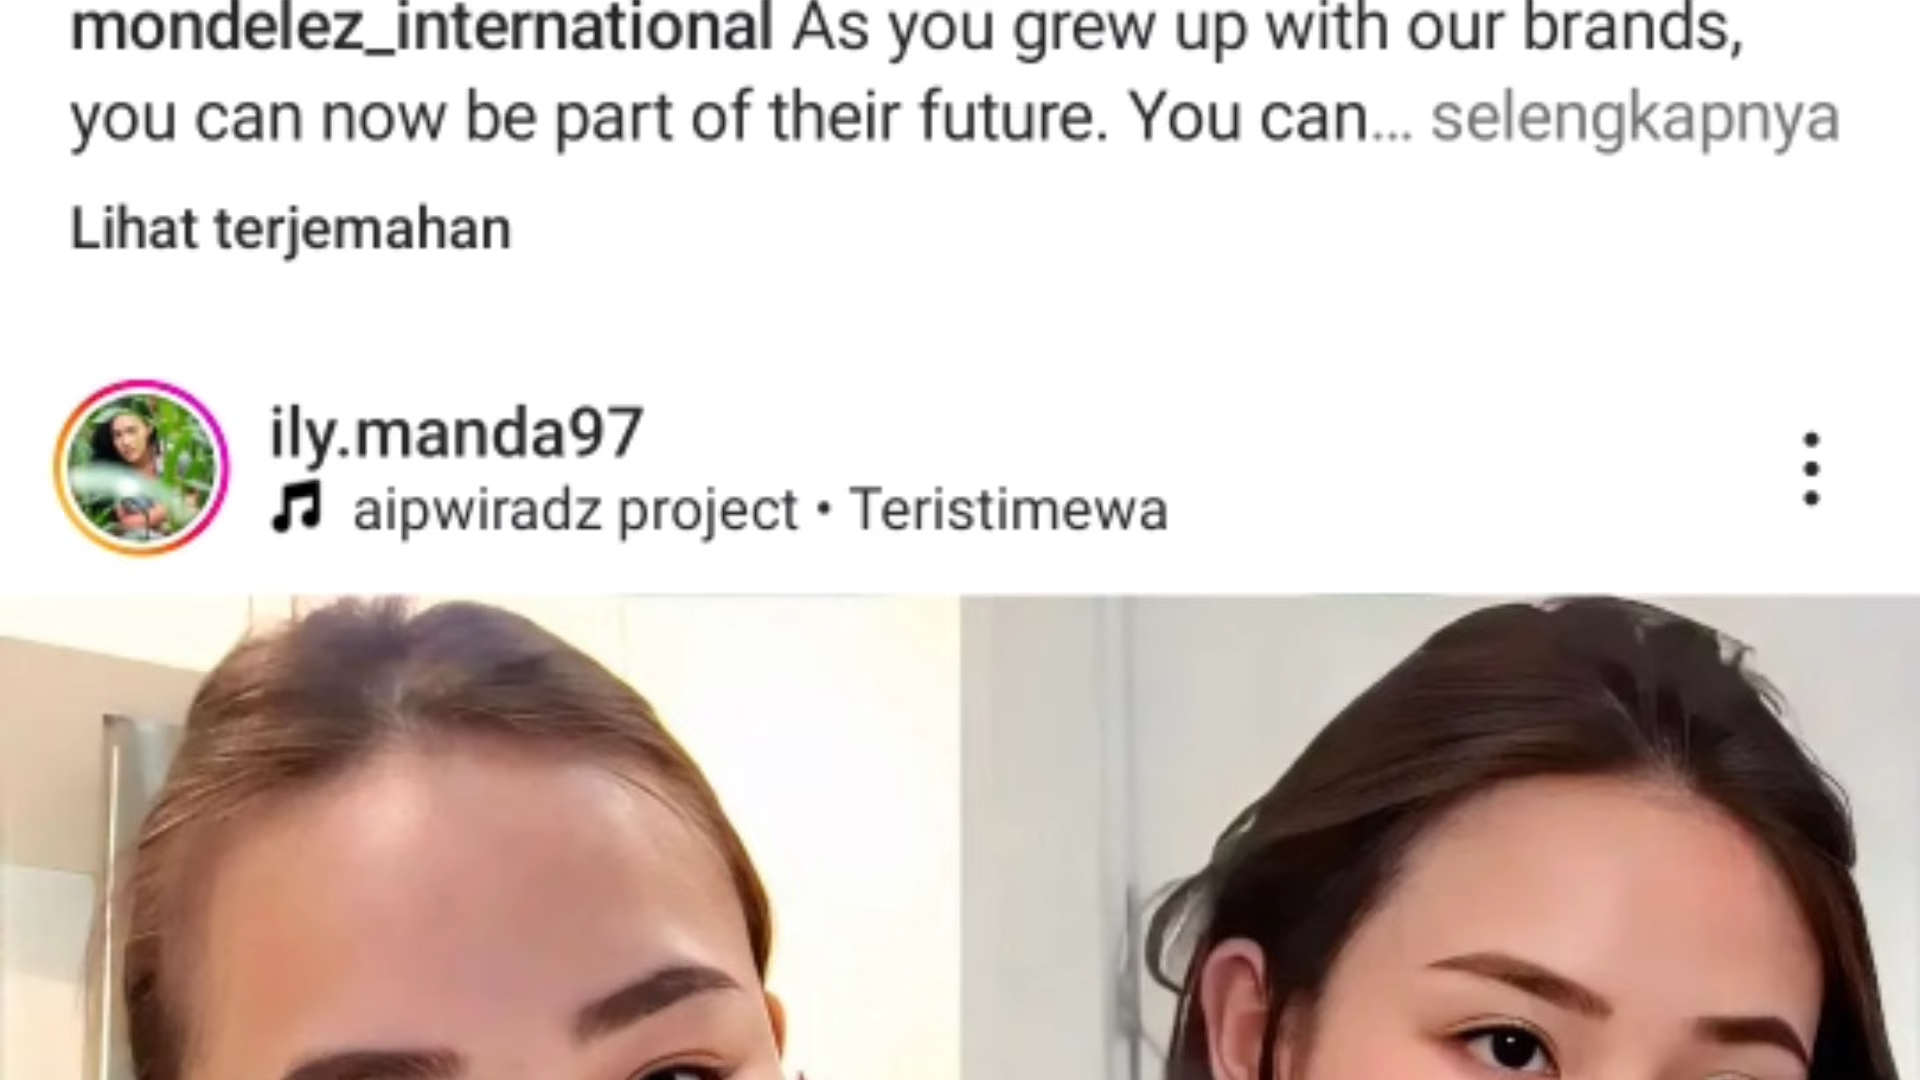 mondelez_international As you grew up with our brands,
you can now be part of their future. You can... selengkapnya
Lihat terjemahan
ily.manda97
aipwiradz project • Teristimewa